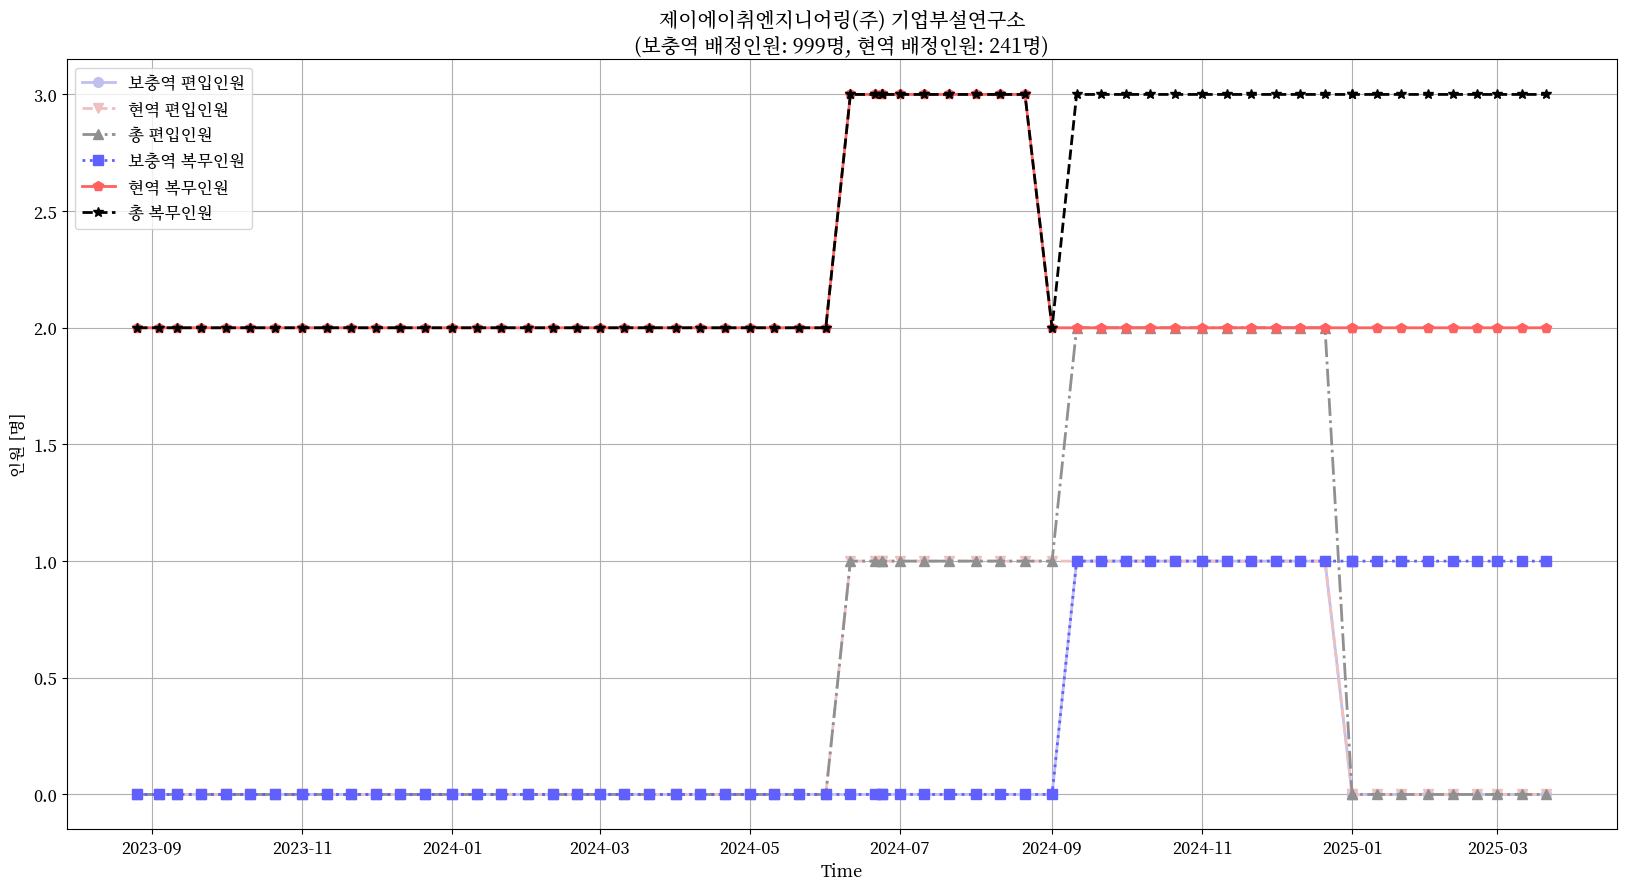 제이에이취엔지니어링(주) 기업부설연구소
(보충역 배정인원: 999명, 현역 배정인원: 241명)
보충역 편입인원
현역 편입인원
총 편입인원
보충역 복무인원
현역 복무인원
총 복무인원
인원 [명]
3.0
2.5
2.0
1.5
1.0
0.5
0.0
2023-09
2023-11
2024-01
2024-03
2024-05
2024-07
2024-09
2024-11
2025-01
2025-03
Time